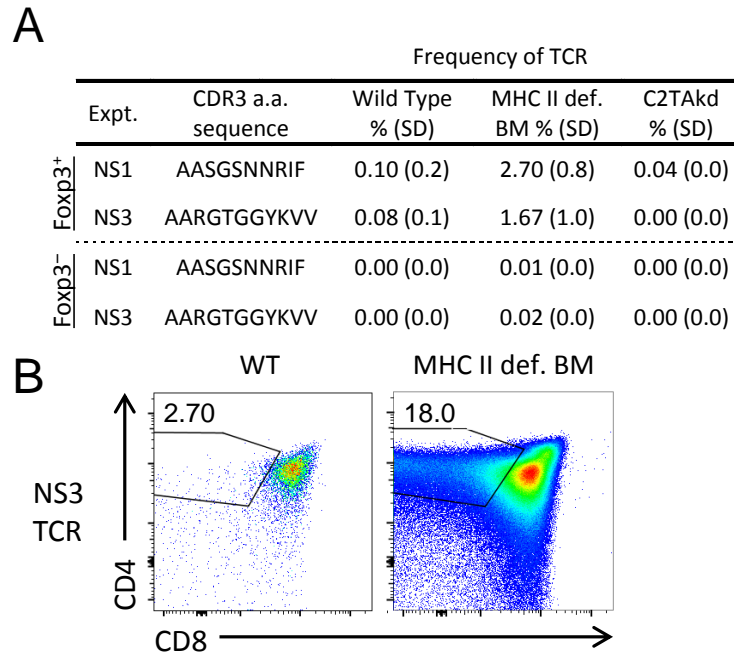 A
Frequency of TCR
Expt. CDR3 a.a. sequence Wild Type % (SD) MHC II def. BM % (SD) C2TAkd % (SD)
Foxp3⁺
NS1 AASGSNNRIF 0.10 (0.2) 2.70 (0.8) 0.04 (0.0)
NS3 AARGTGGYKVV 0.08 (0.1) 1.67 (1.0) 0.00 (0.0)
Foxp3⁻
NS1 AASGSNNRIF 0.00 (0.0) 0.01 (0.0) 0.00 (0.0)
NS3 AARGTGGYKVV 0.00 (0.0) 0.02 (0.0) 0.00 (0.0)
B
WT MHC II def. BM
2.70 18.0
NS3
TCR
CD4
CD8